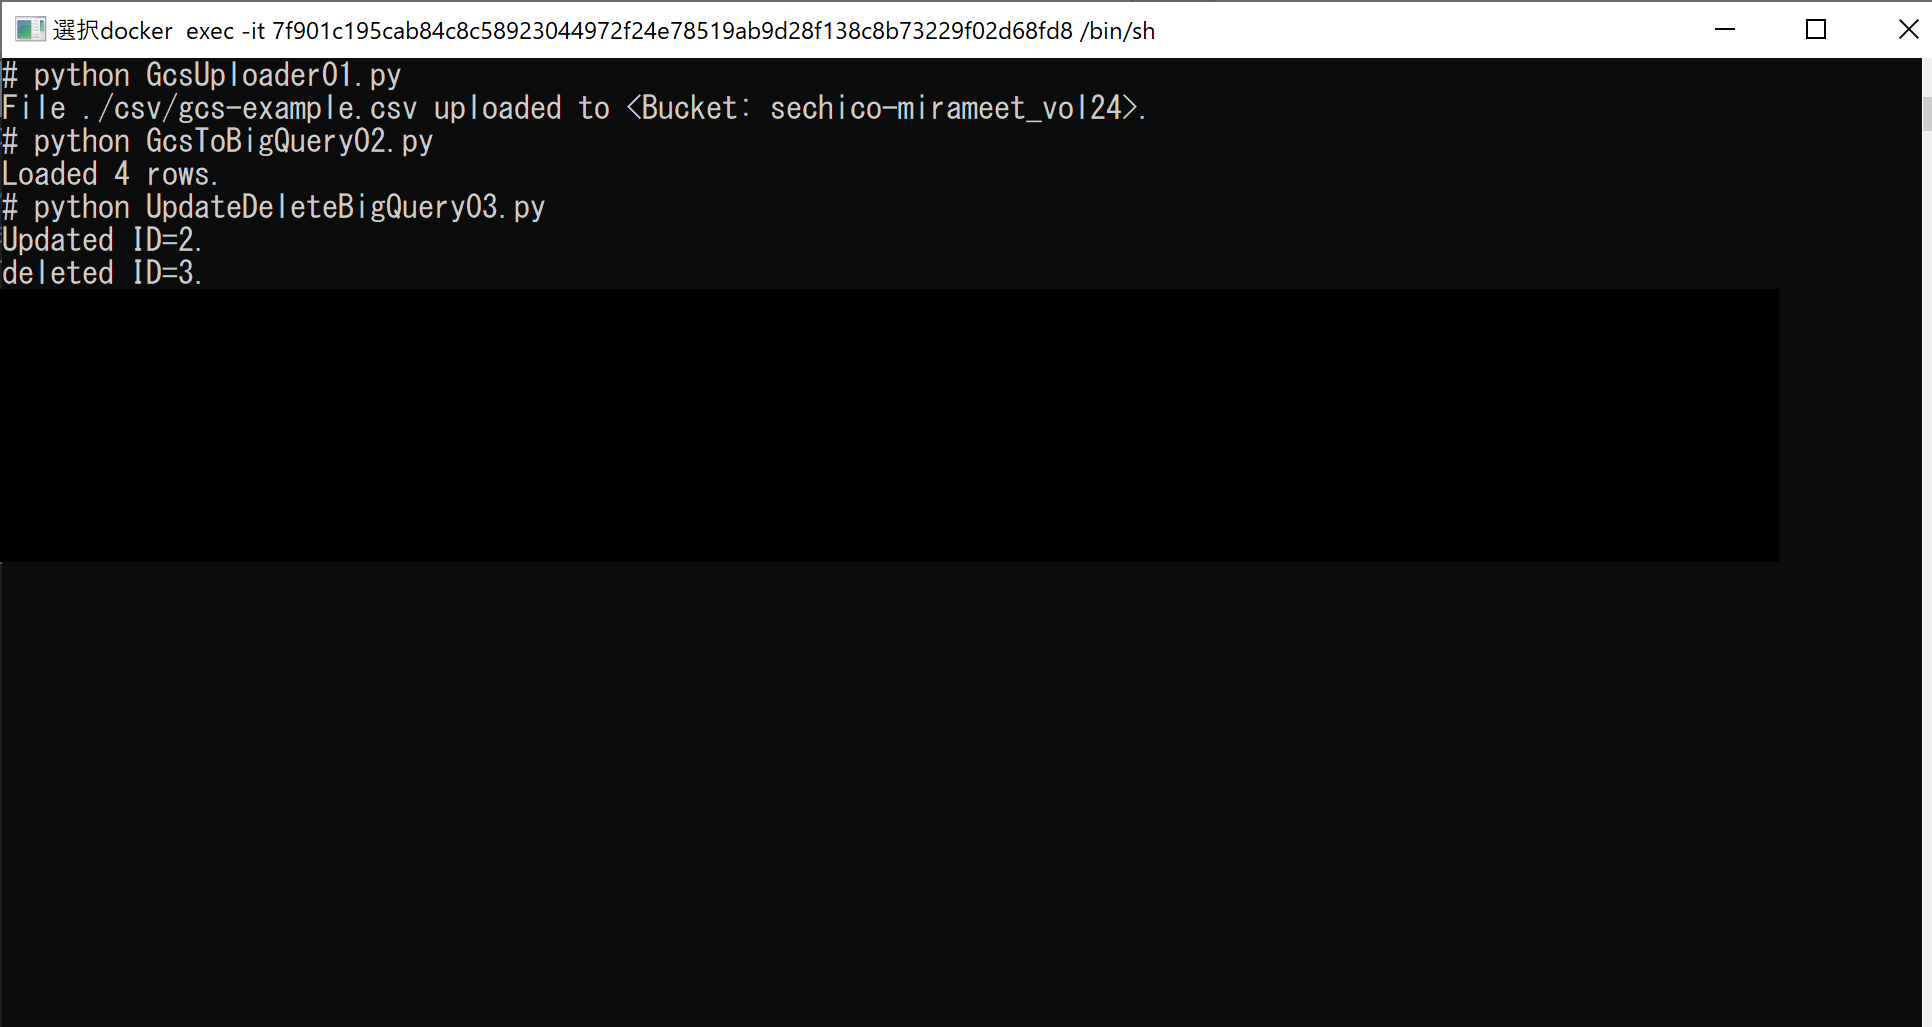 選択docker  exec -it 7f901c195cab84c8c58923044972f24e78519ab9d28f138c8b73229f02d68fd8 /bin/sh
# python GcsUploader01.py
File ./csv/gcs-example.csv uploaded to <Bucket: sechico-mirameet_vol24>.
# python GcsToBigQuery02.py
Loaded 4 rows.
# python UpdateDeleteBigQuery03.py
Updated ID=2.
deleted ID=3.